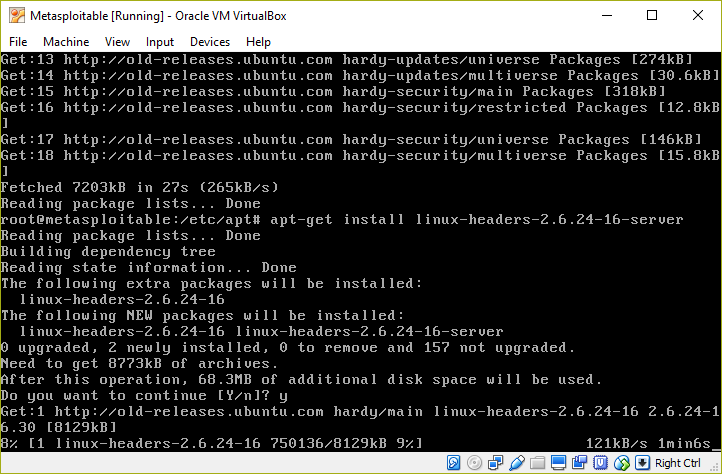 Metasploitable [Running] - Oracle VM VirtualBox
File Machine View Input Devices Help
Get:13 http://old-releases.ubuntu.com hardy-updates/universe Packages [274kB]
Get:14 http://old-releases.ubuntu.com hardy-updates/multiverse Packages [30.6kB]
Get:15 http://old-releases.ubuntu.com hardy-security/main Packages [318kB]
Get:16 http://old-releases.ubuntu.com hardy-security/restricted Packages [12.8kB
]
Get:17 http://old-releases.ubuntu.com hardy-security/universe Packages [146kB]
Get:18 http://old-releases.ubuntu.com hardy-security/multiverse Packages [15.8kB
]
Fetched 7203kB in 27s (265kB/s)
Reading package lists... Done
root@metasploitable:/etc/apt# apt-get install linux-headers-2.6.24-16-server
Reading package lists... Done
Building dependency tree
Reading state information... Done
The following extra packages will be installed:
  linux-headers-2.6.24-16
The following NEW packages will be installed:
  linux-headers-2.6.24-16 linux-headers-2.6.24-16-server
0 upgraded, 2 newly installed, 0 to remove and 157 not upgraded.
Need to get 8773kB of archives.
After this operation, 68.3MB of additional disk space will be used.
Do you want to continue [Y/n]? y
Get:1 http://old-releases.ubuntu.com hardy/main linux-headers-2.6.24-16 2.6.24-1
6.30 [8129kB]
8% [1 linux-headers-2.6.24-16 750136/8129kB 9%] 121kB/s 1min6s_
Right Ctrl